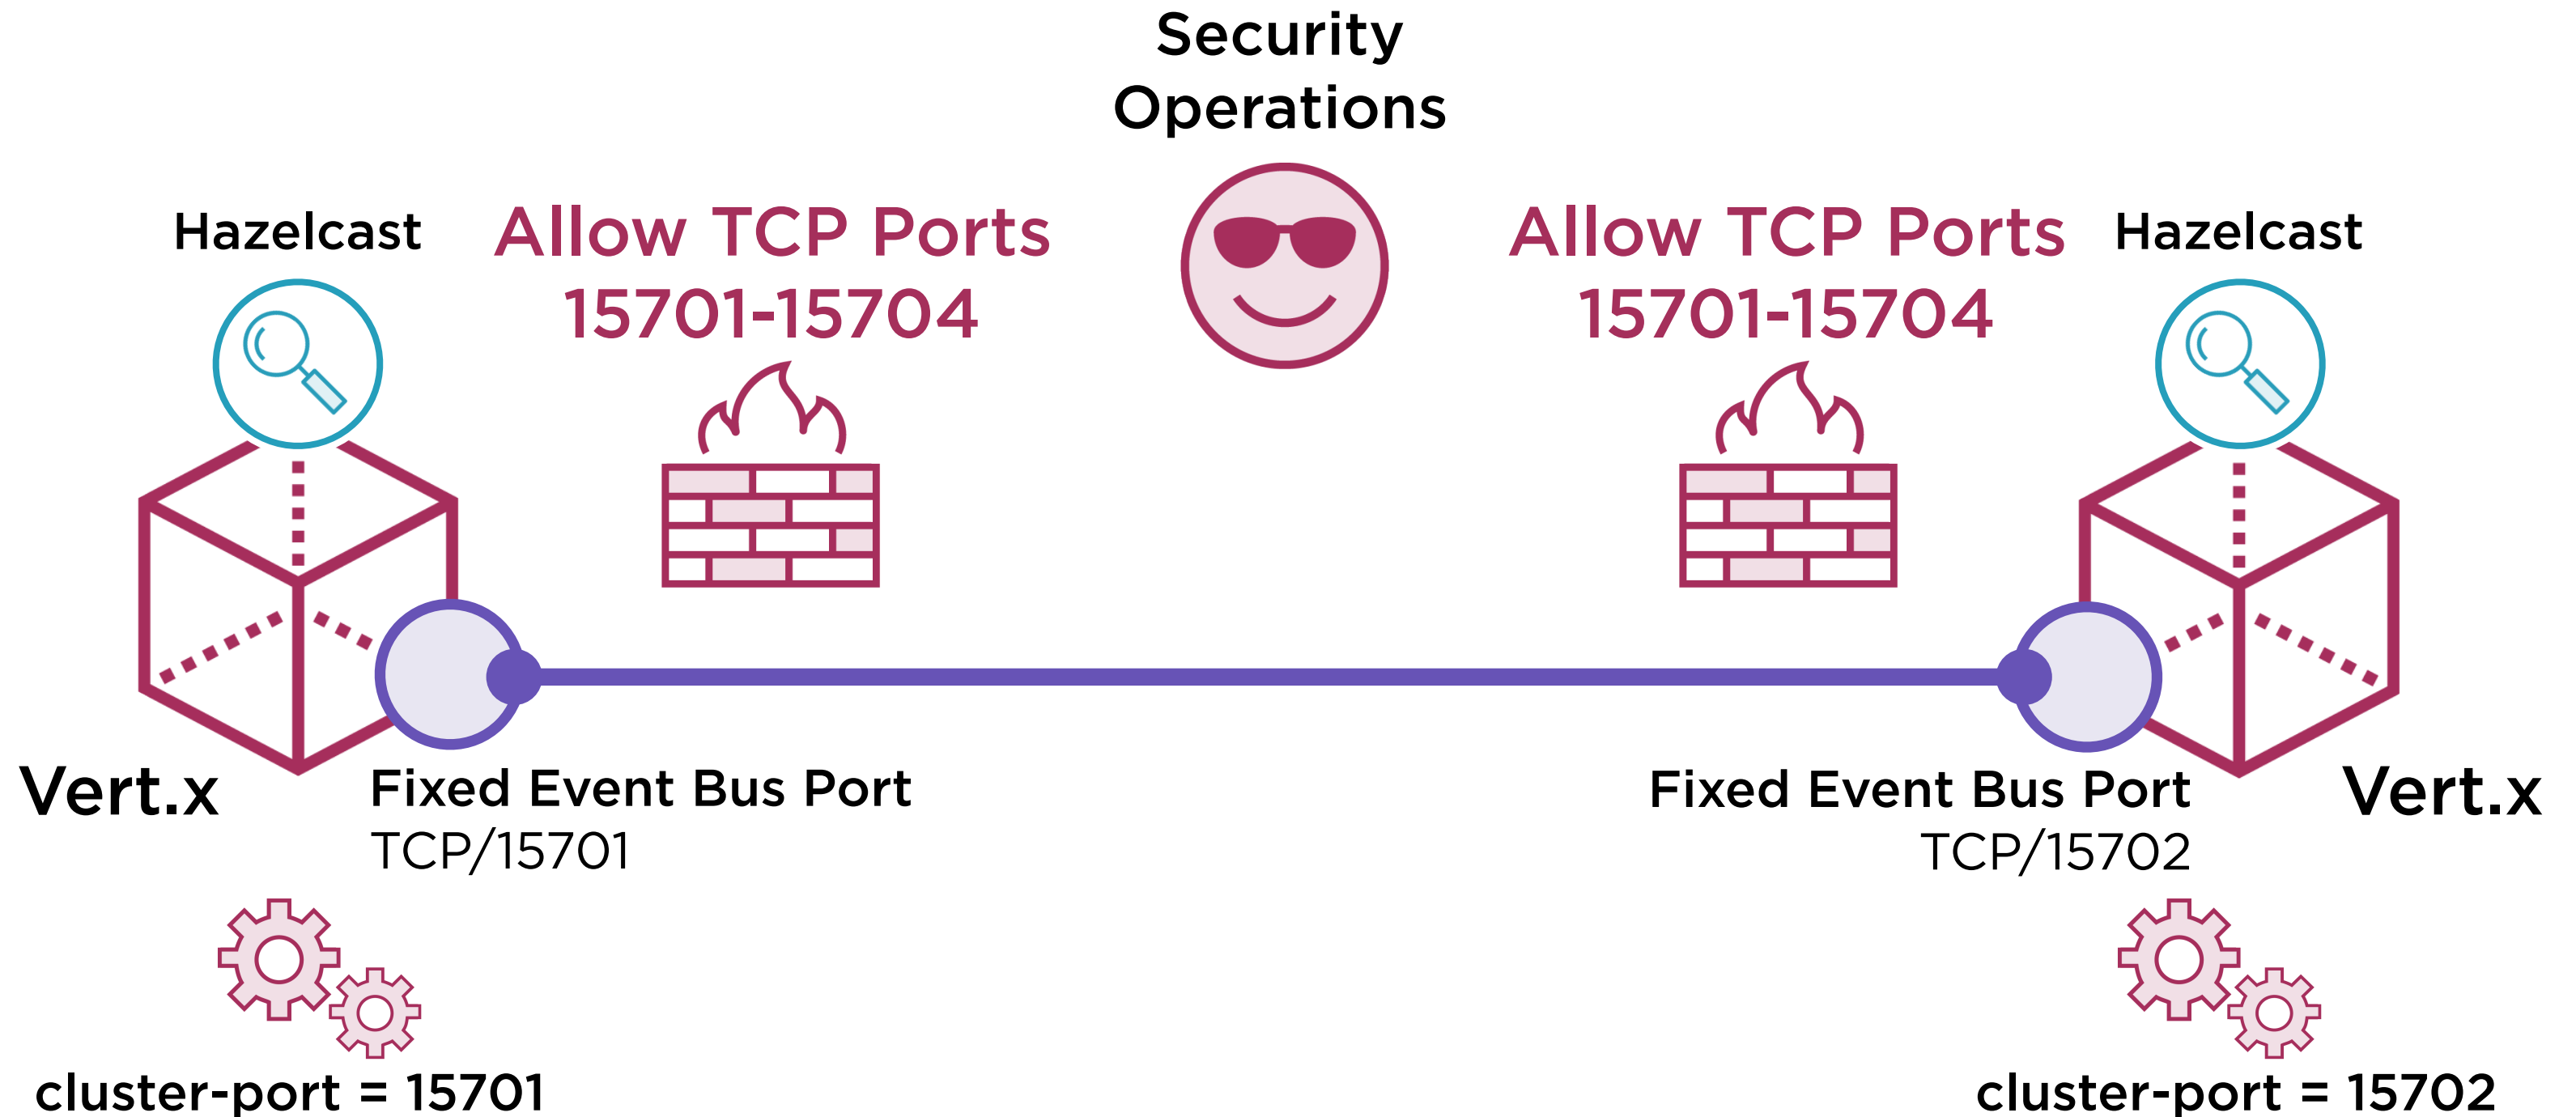 Security
Operations
Hazelcast
Allow TCP Ports
15701-15704
Allow TCP Ports
15701-15704
Hazelcast
Vert.x
Fixed Event Bus Port
TCP/15701
Fixed Event Bus Port
TCP/15702
Vert.x
cluster-port = 15701
cluster-port = 15702